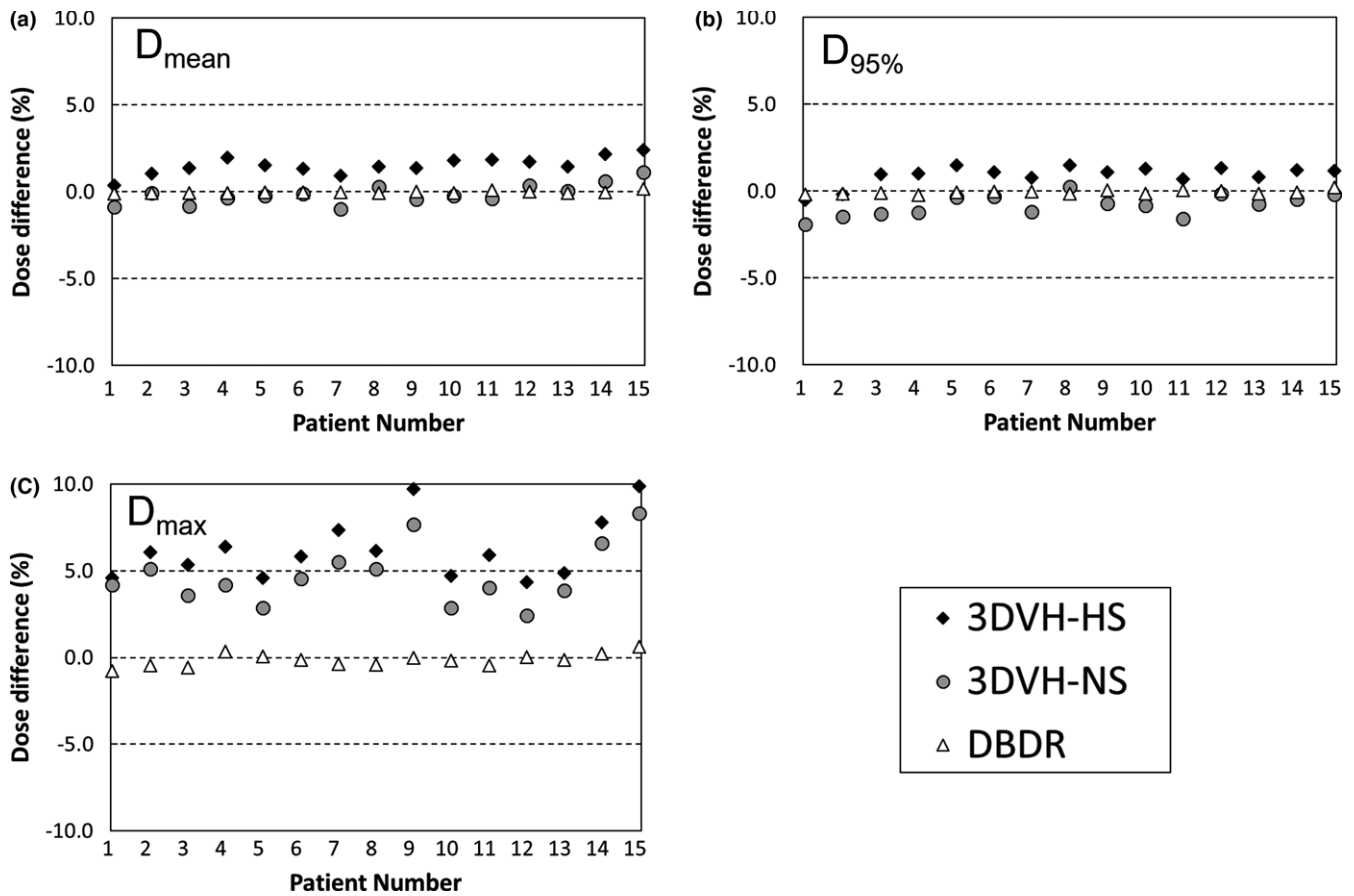 (a)
D mean
Dose difference (%)
10.0
5.0
0.0
-5.0
-10.0
1 2 3 4 5 6 7 8 9 10 11 12 13 14 15
Patient Number
(b)
D 95%
Dose difference (%)
10.0
5.0
0.0
-5.0
-10.0
1 2 3 4 5 6 7 8 9 10 11 12 13 14 15
Patient Number
(C)
D max
Dose difference (%)
10.0
5.0
0.0
-5.0
-10.0
1 2 3 4 5 6 7 8 9 10 11 12 13 14 15
Patient Number
3DVH-HS
3DVH-NS
DBDR